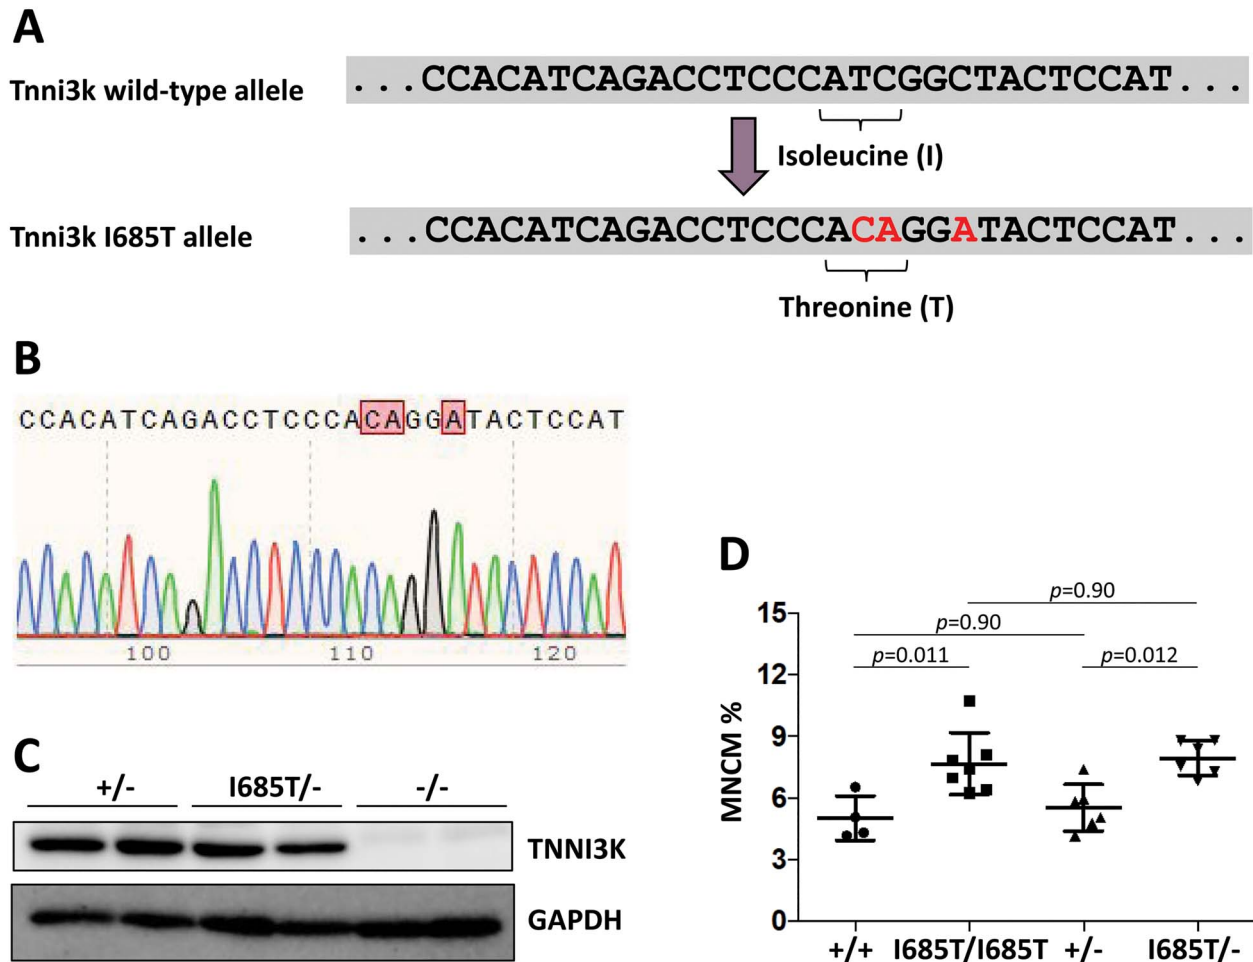 A
Tnni3k wild-type allele
...CCACATCAGACCTCCCATCGGCTACTCCAT...
Isoleucine (I)
Tnni3k I685T allele
...CCACATCAGACCTCCCACAGGATACTCCAT...
Threonine (T)
B
CCACATCAGACCTCCCACAGGATACTCCAT
100 110 120
C
+/- I685T/- -/-
TNNI3K
GAPDH
D
p=0.90
p=0.90
p=0.011 p=0.012
MNCM %
15
12
9
6
3
0
+/+ I685T/I685T +/- I685T/-